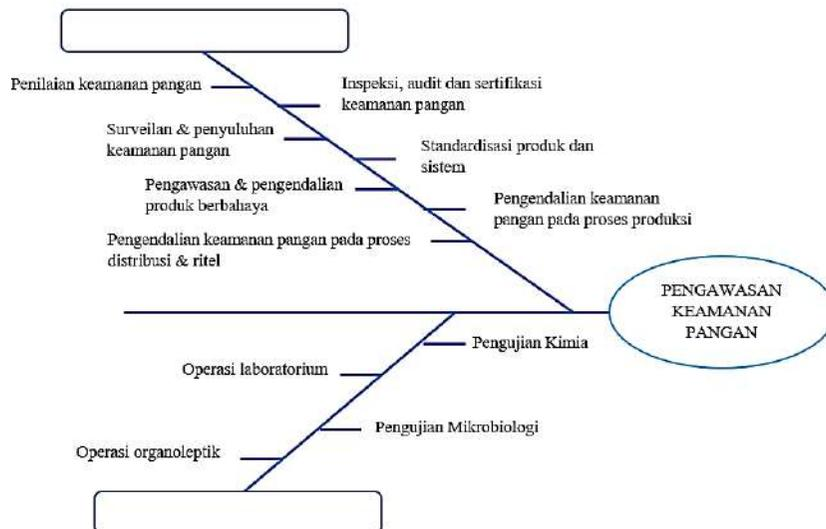 Penilaian keamanan pangan
Inspeksi, audit dan sertifikasi
keamanan pangan
Surveilan & penyuluhan
keamanan pangan
Standardisasi produk dan
sistem
Pengawasan & pengendalian
produk berbahaya
Pengendalian keamanan
pangan pada proses produksi
Pengendalian keamanan pangan pada proses
distribusi & ritel
PENGAWASAN
KEAMANAN
PANGAN
Pengujian Kimia
Operasi laboratorium
Pengujian Mikrobiologi
Operasi organoleptik